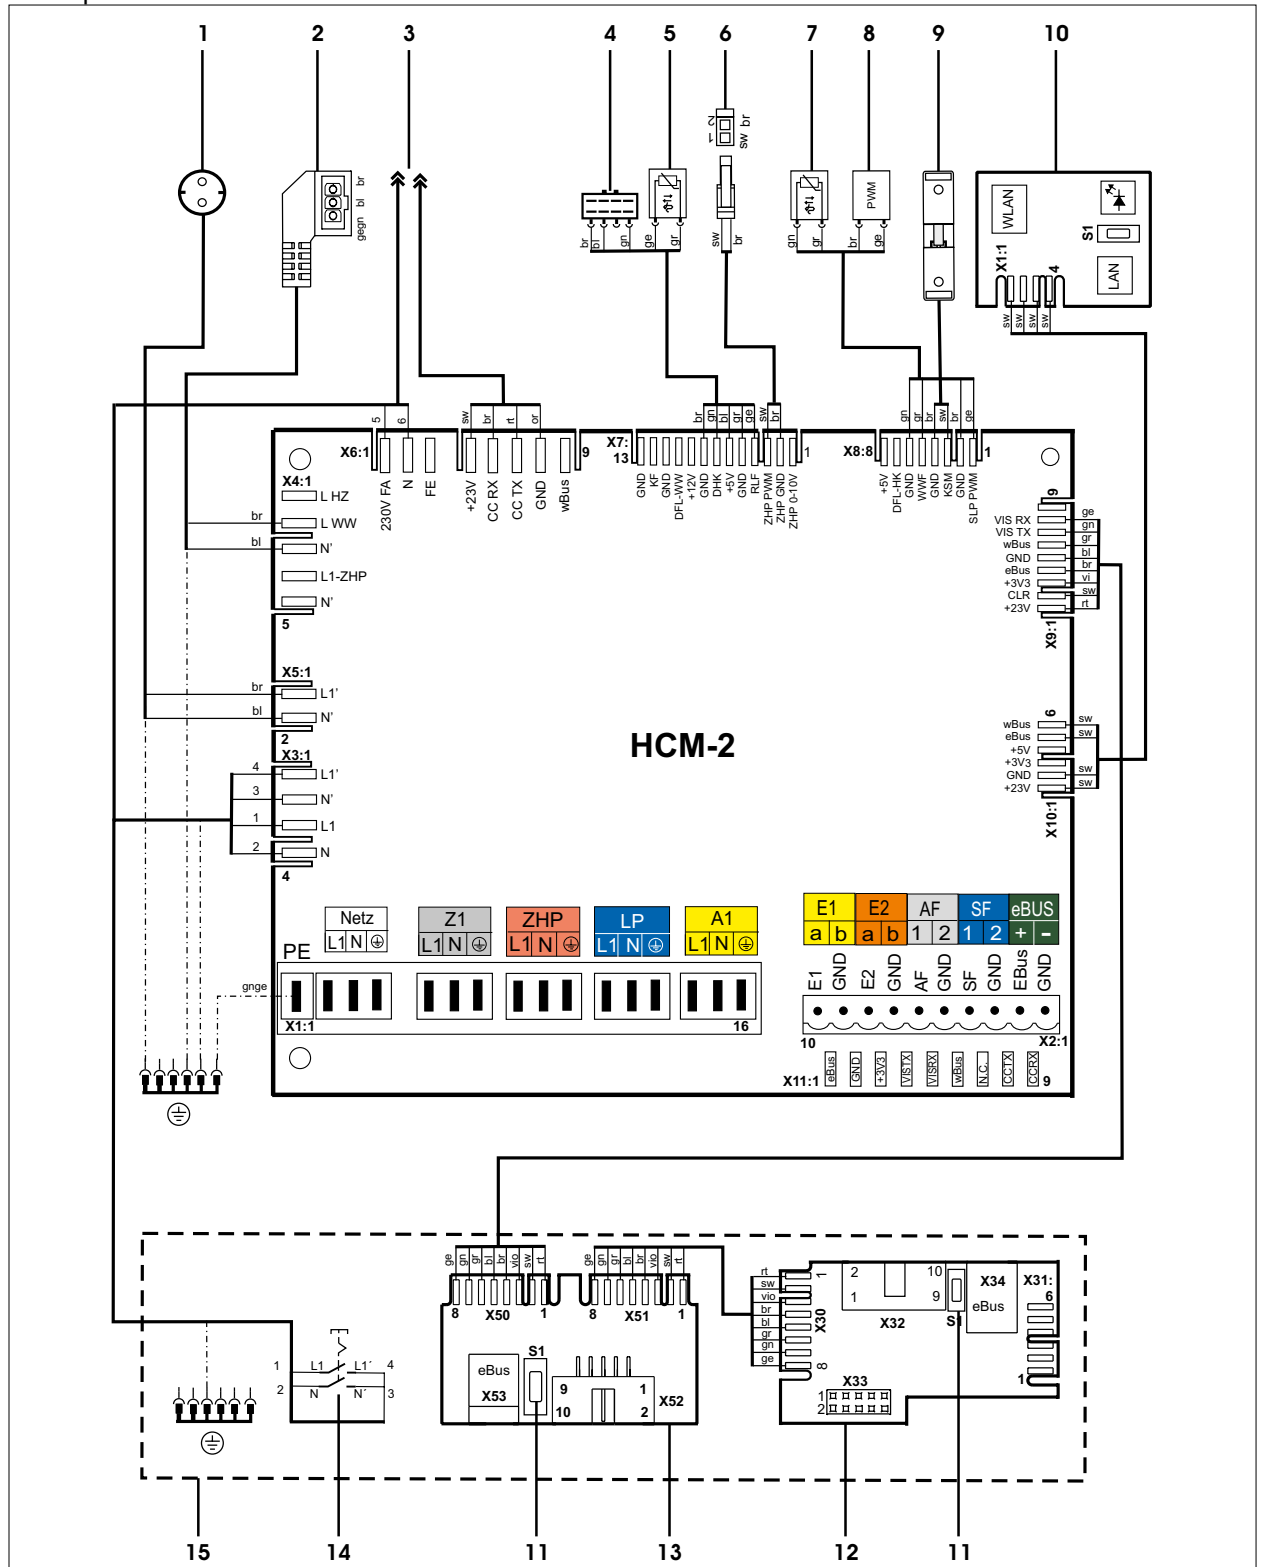 1 2 3 4 5 6 7 8 9 10
2 1
sw br
br
bl
gegn
PWM
WLAN
S1
LAN
X1:1 4
br bl gn ge gr
sw br
gn gr br ge
sw sw sw sw
5 6
sw br rt or
br gn bl gr ge sw br
gn gr br sw br ge
X6:1 9
230V FA
N
FE
+23V
CC RX
CC TX
GND
wBus
X7:
13 1
GND
KF
GND
DFL-WW
+12V
GND
DHK
+5V
GND
RLF
ZHP PWM
ZHP GND
ZHP 0-10V
X8:8 1
+5V
DFL-HK
GND
WWF
GND
KSM
GND
SLP PWM
X4:1
L HZ
br L WW
bl N'
L1-ZHP
N'
5
9
VIS RX ge
VIS TX gn
wBus gr
GND bl
eBus br
+3V3 vi
CLR sw
+23V rt
X9:1
X5:1
br L1'
bl N'
2
X3:1
4 L1'
3 N'
1 L1
2 N
4
HCM-2
6
wBus sw
eBus sw
+5V
+3V3
GND sw
+23V sw
X10:1
Netz Z1 ZHP LP A1
L1 N L1 N L1 N L1 N L1 N
PE
gnge
X1:1 16
E1 E2 AF SF eBUS
a b a b 1 2 1 2 + -
E1 GND E2 GND AF GND SF GND EBus GND
10 X2:1
X11:1 eBus GND +3V3 VISTX VISRX wBus N.C. CCTX CCRX 9
ge gn gr bl br vio sw rt
ge gn gr bl br vio sw rt
8 X50 1 8 X51 1
eBus
X53
S1
9 1
10 2
X52
rt
sw
vio
br
bl
gr
gn
ge
1
X30
8
2 10
1 9
X32
S1
X34
eBus
X31:
6
1
X33
1
2
1 L1 L1´ 4
2 N N´ 3
15 14 11 13 12 11